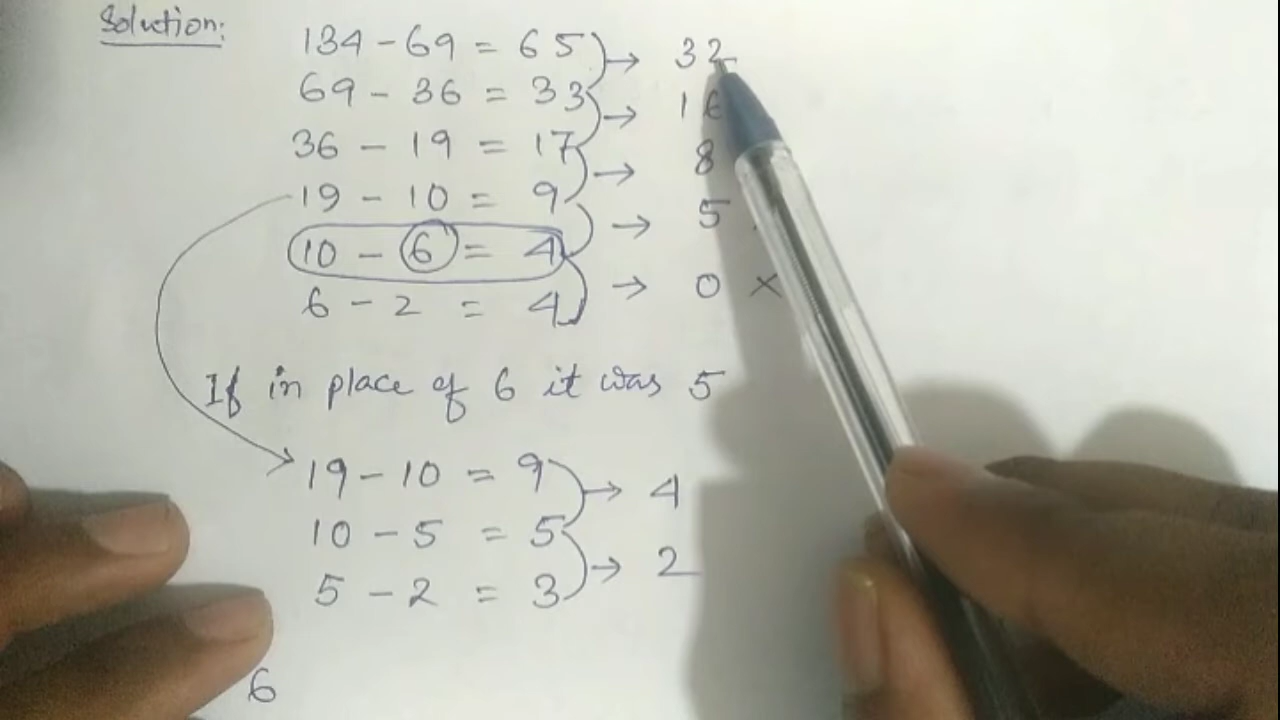 Solution:
134 - 69 = 65 → 32
69 - 36 = 33 → 16
36 - 19 = 17 → 8
19 - 10 = 9 → 5
10 - 6 = 4 → 0 ×
6 - 2 = 4
If in place of 6 it was 5
19 - 10 = 9 → 4
10 - 5 = 5 → 2
5 - 2 = 3
6